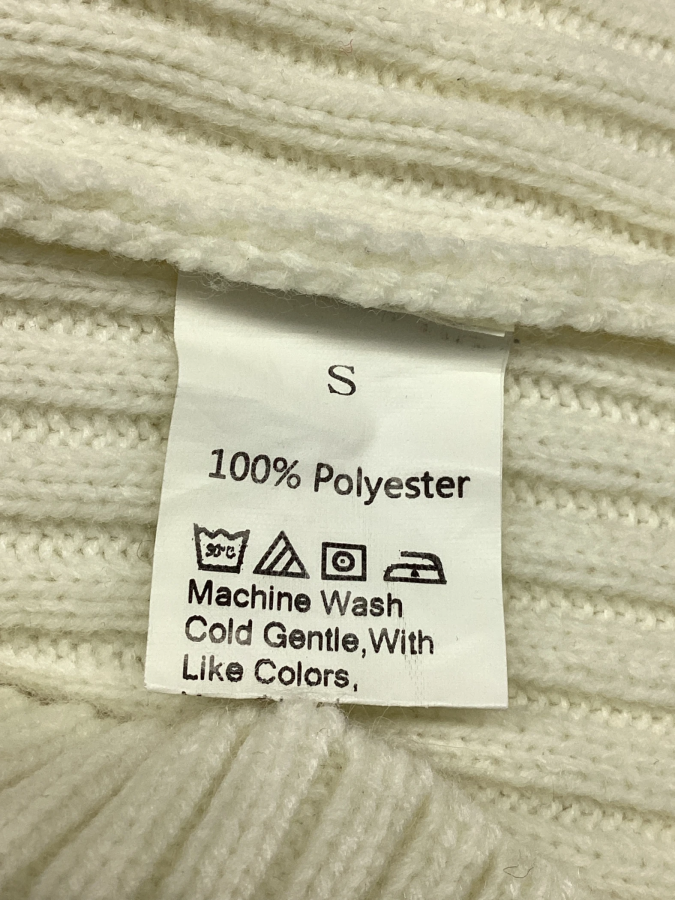 S
100% Polyester
30°C
Machine Wash
Cold Gentle,With
Like Colors,